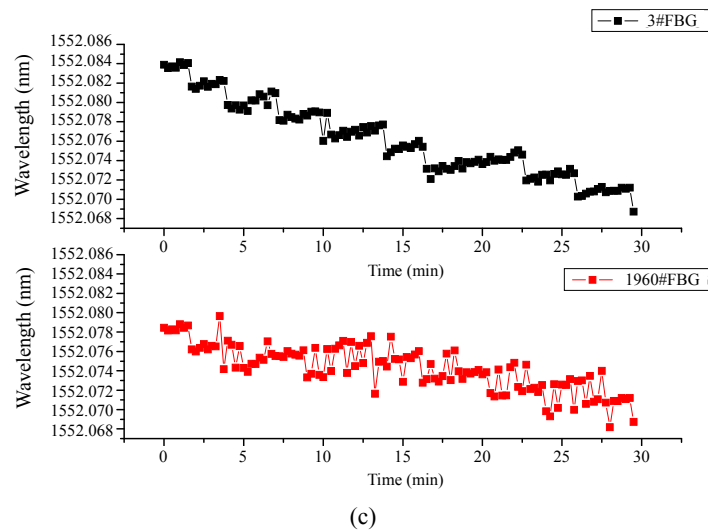 3#FBG
Wavelength (nm)
1552.086
1552.084
1552.082
1552.080
1552.078
1552.076
1552.074
1552.072
1552.070
1552.068
0 5 10 15 20 25 30
Time (min)
1960#FBG
Wavelength (nm)
1552.086
1552.084
1552.082
1552.080
1552.078
1552.076
1552.074
1552.072
1552.070
1552.068
0 5 10 15 20 25 30
Time (min)
(c)